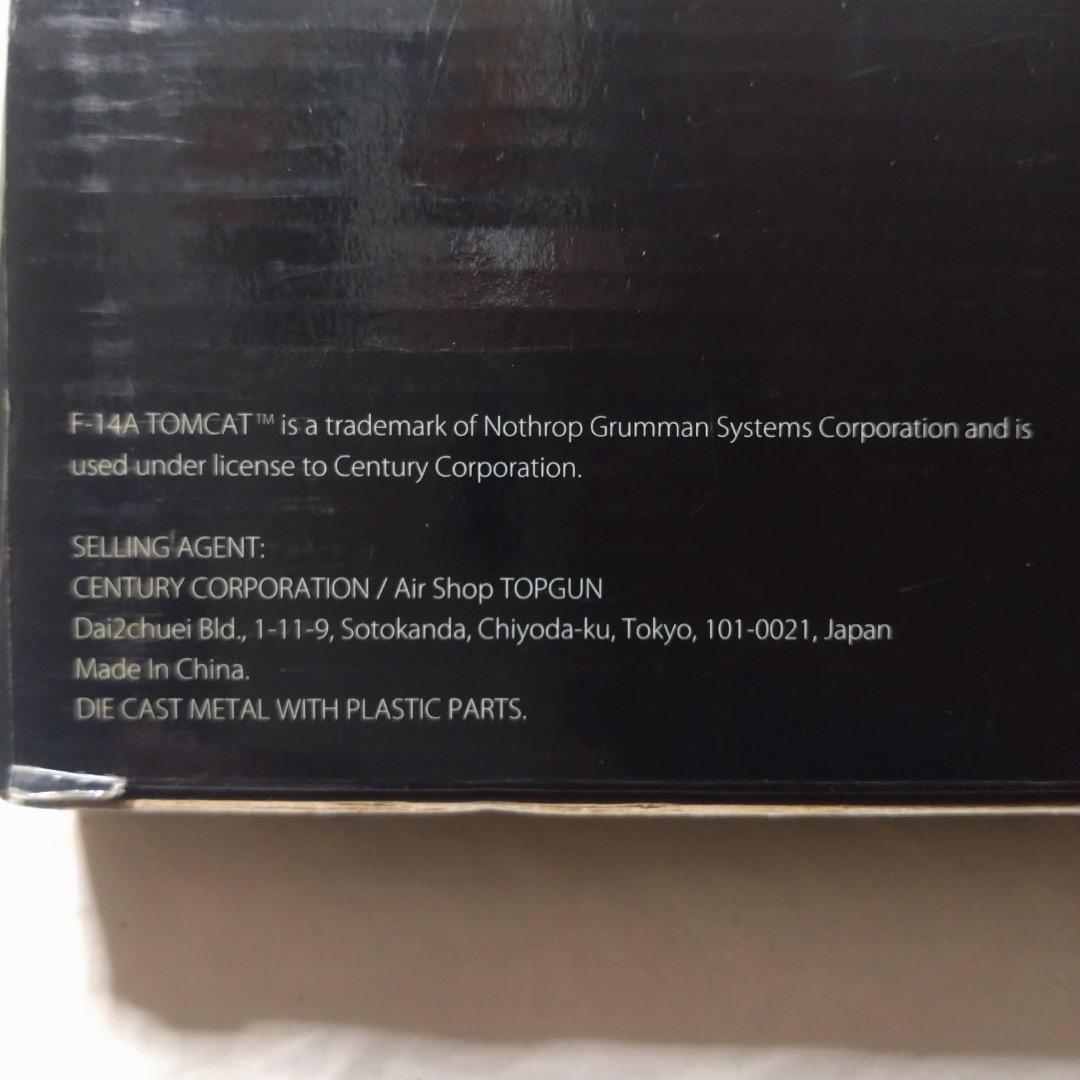 F-14A TOMCAT™ is a trademark of Nothrop Grumman Systems Corporation and is
used under license to Century Corporation.
SELLING AGENT:
CENTURY CORPORATION / Air Shop TOPGUN
Dai2chuei Bld., 1-11-9, Sotokanda, Chiyoda-ku, Tokyo, 101-0021, Japan
Made In China.
DIE CAST METAL WITH PLASTIC PARTS.